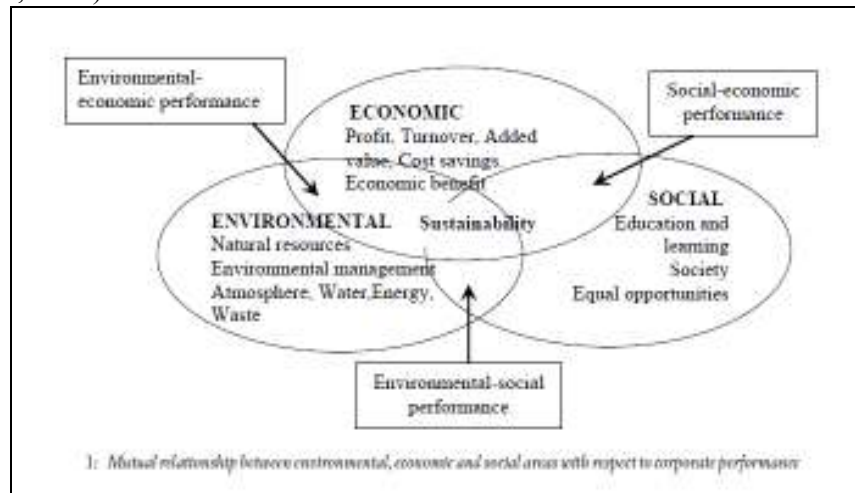 Environmental-
economic performance
Social-economic
performance
ECONOMIC
Profit, Turnover, Added
value, Cost savings
Economic benefit
ENVIRONMENTAL
Natural resources
Environmental management
Atmosphere, Water,Energy,
Waste
Sustainability
SOCIAL
Education and
learning
Society
Equal opportunities
Environmental-social
performance
1: Mutual relationship between environmental, economic and social areas with respect to corporate performance